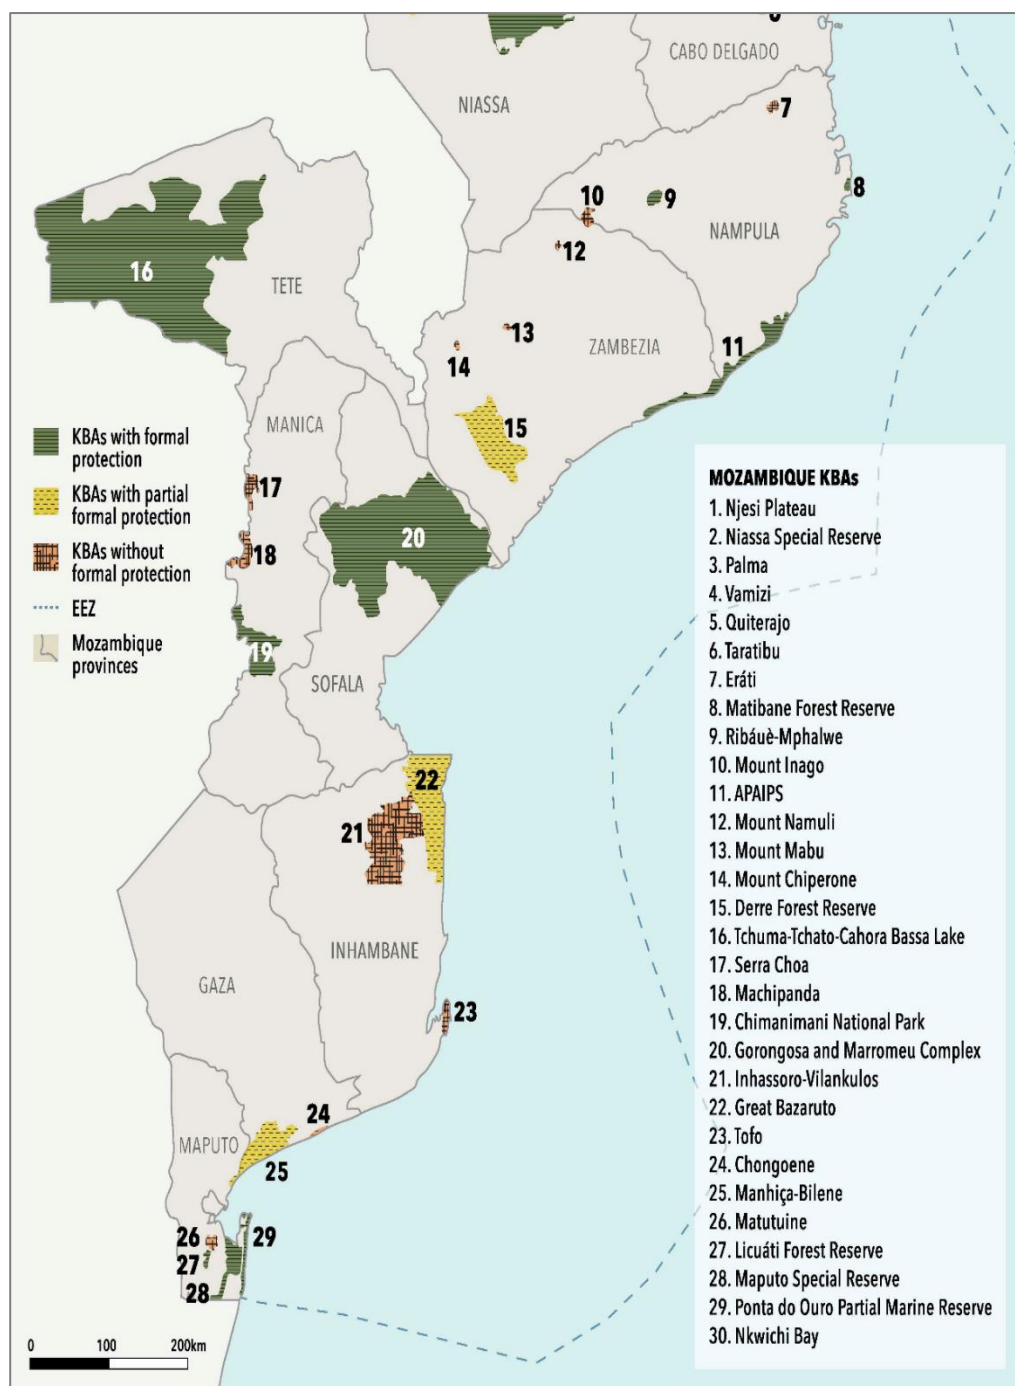 CABO DELGADO
NIASSA
7
8
10
9
NAMPULA
12
16
TETE
13
ZAMBEZIA
11
14
MANICA
15
KBAs with formal
protection
KBAs with partial
formal protection
KBAs without
formal protection
EEZ
Mozambique
provinces
17
18
20
19
SOFALA
22
21
INHAMBANE
GAZA
23
24
MAPUTO
25
26
29
27
28
0 100 200km
MOZAMBIQUE KBAs
1. Njesi Plateau
2. Niassa Special Reserve
3. Palma
4. Vamizi
5. Quiterajo
6. Taratibu
7. Eráti
8. Matibane Forest Reserve
9. Ribáuè-Mphalwe
10. Mount Inago
11. APAIPS
12. Mount Namuli
13. Mount Mabu
14. Mount Chiperone
15. Derre Forest Reserve
16. Tchuma-Tchato-Cahora Bassa Lake
17. Serra Choa
18. Machipanda
19. Chimanimani National Park
20. Gorongosa and Marromeu Complex
21. Inhassoro-Vilankulos
22. Great Bazaruto
23. Tofo
24. Chongoene
25. Manhiça-Bilene
26. Matutuine
27. Licuáti Forest Reserve
28. Maputo Special Reserve
29. Ponta do Ouro Partial Marine Reserve
30. Nkwichi Bay